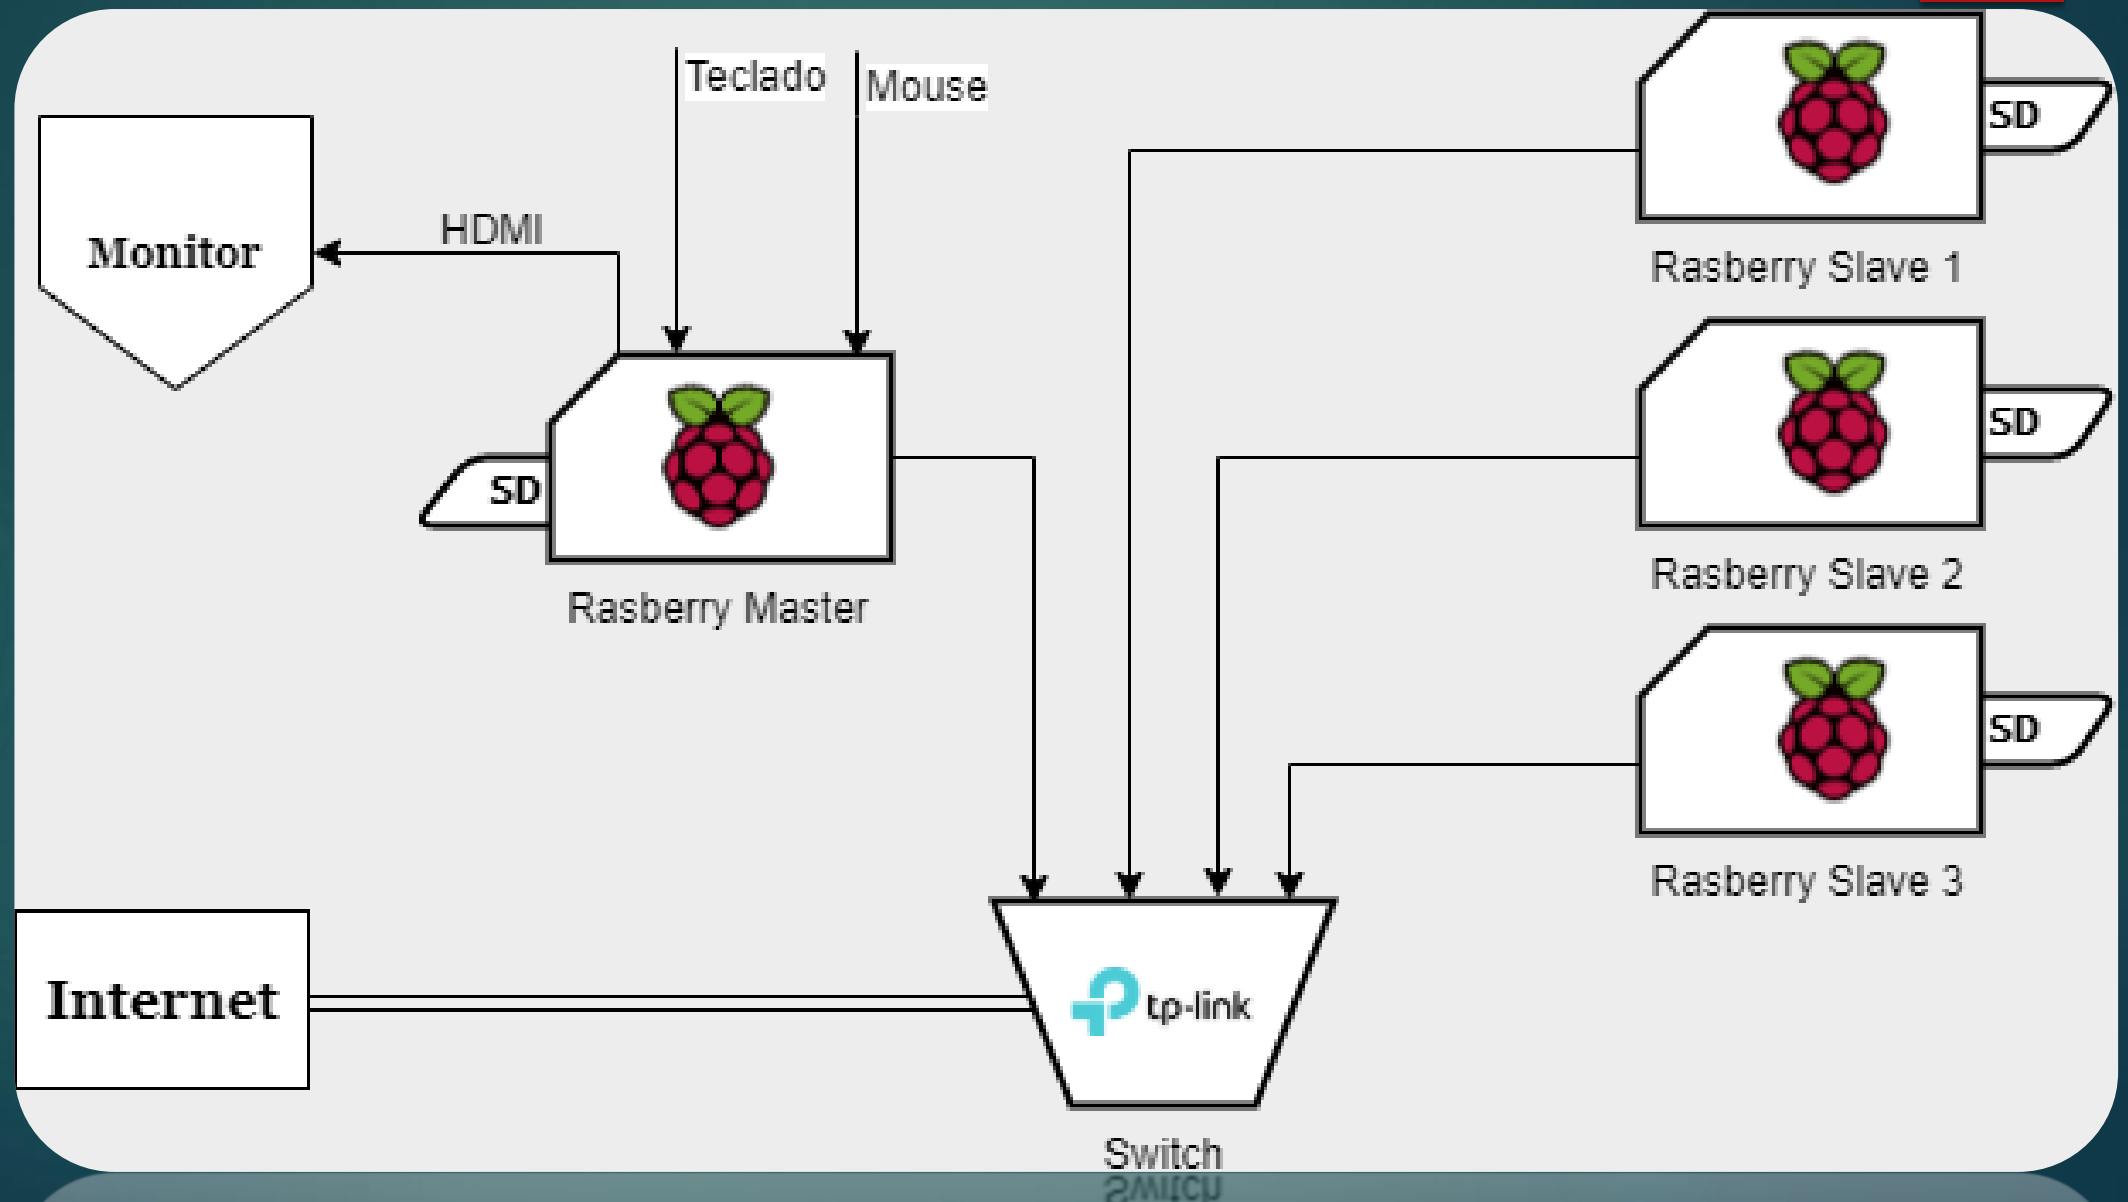 Teclado
Mouse
HDMI
Monitor
SD
Rasberry Master
SD
Rasberry Slave 1
SD
Rasberry Slave 2
SD
Rasberry Slave 3
Internet
tp-link
Switch